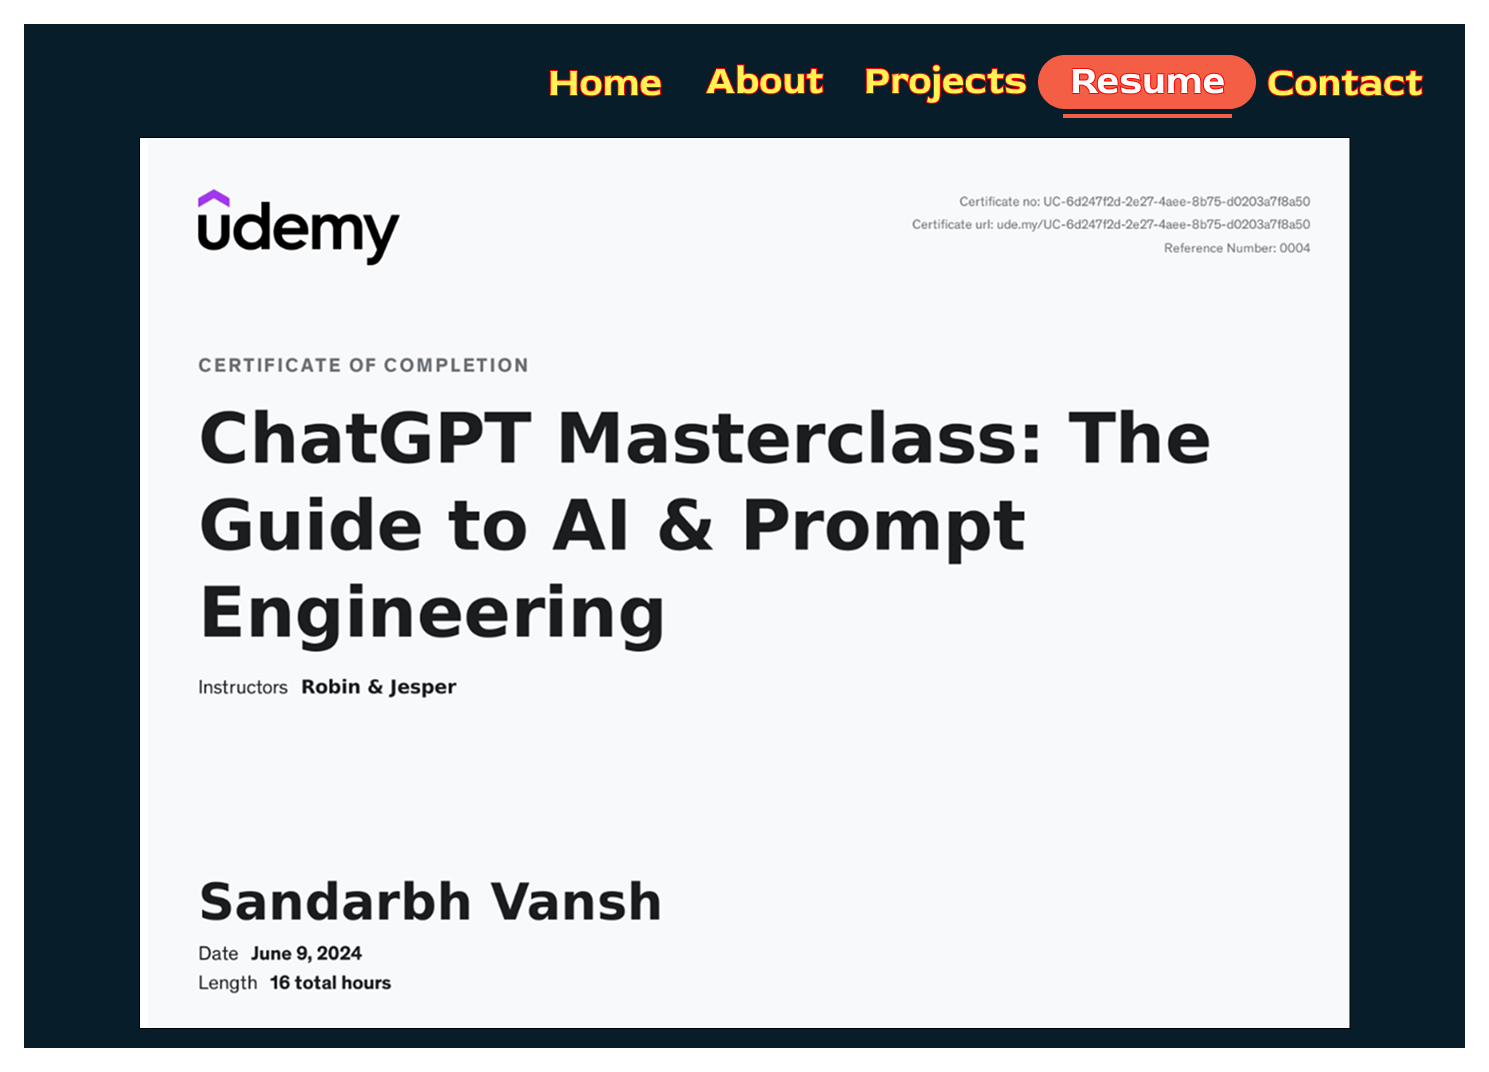 Home About Projects Resume Contact
udemy
Certificate no: UC-6d247f2d-2e27-4aee-8b75-d0203a7f8a50
Certificate url: ude.my/UC-6d247f2d-2e27-4aee-8b75-d0203a7f8a50
Reference Number: 0004
CERTIFICATE OF COMPLETION
ChatGPT Masterclass: The
Guide to AI & Prompt
Engineering
Instructors Robin & Jesper
Sandarbh Vansh
Date June 9, 2024
Length 16 total hours